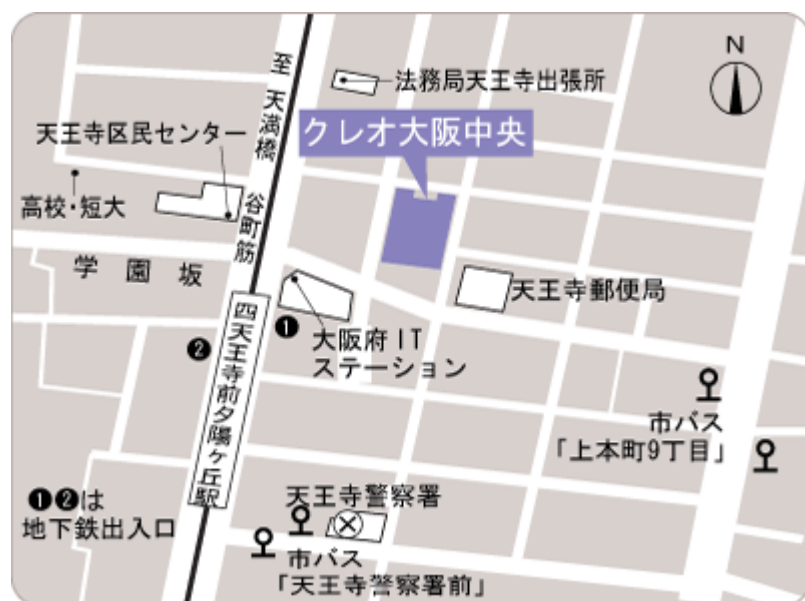 至 天満橋
法務局天王寺出張所
N
天王寺区民センター
クレオ大阪中央
高校・短大
谷町筋
学園坂
天王寺郵便局
❶
大阪府IT
ステーション
❷
四天王寺前夕陽ヶ丘駅
市バス
「上本町9丁目」
❶❷は
地下鉄出入口
天王寺警察署
市バス
「天王寺警察署前」